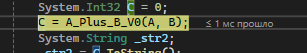 System.Int32 C = 0;
C = A_Plus_B_V0(A, B); ≤ 1 мс прошло
System.String _str2;
_str2 = C.ToString();